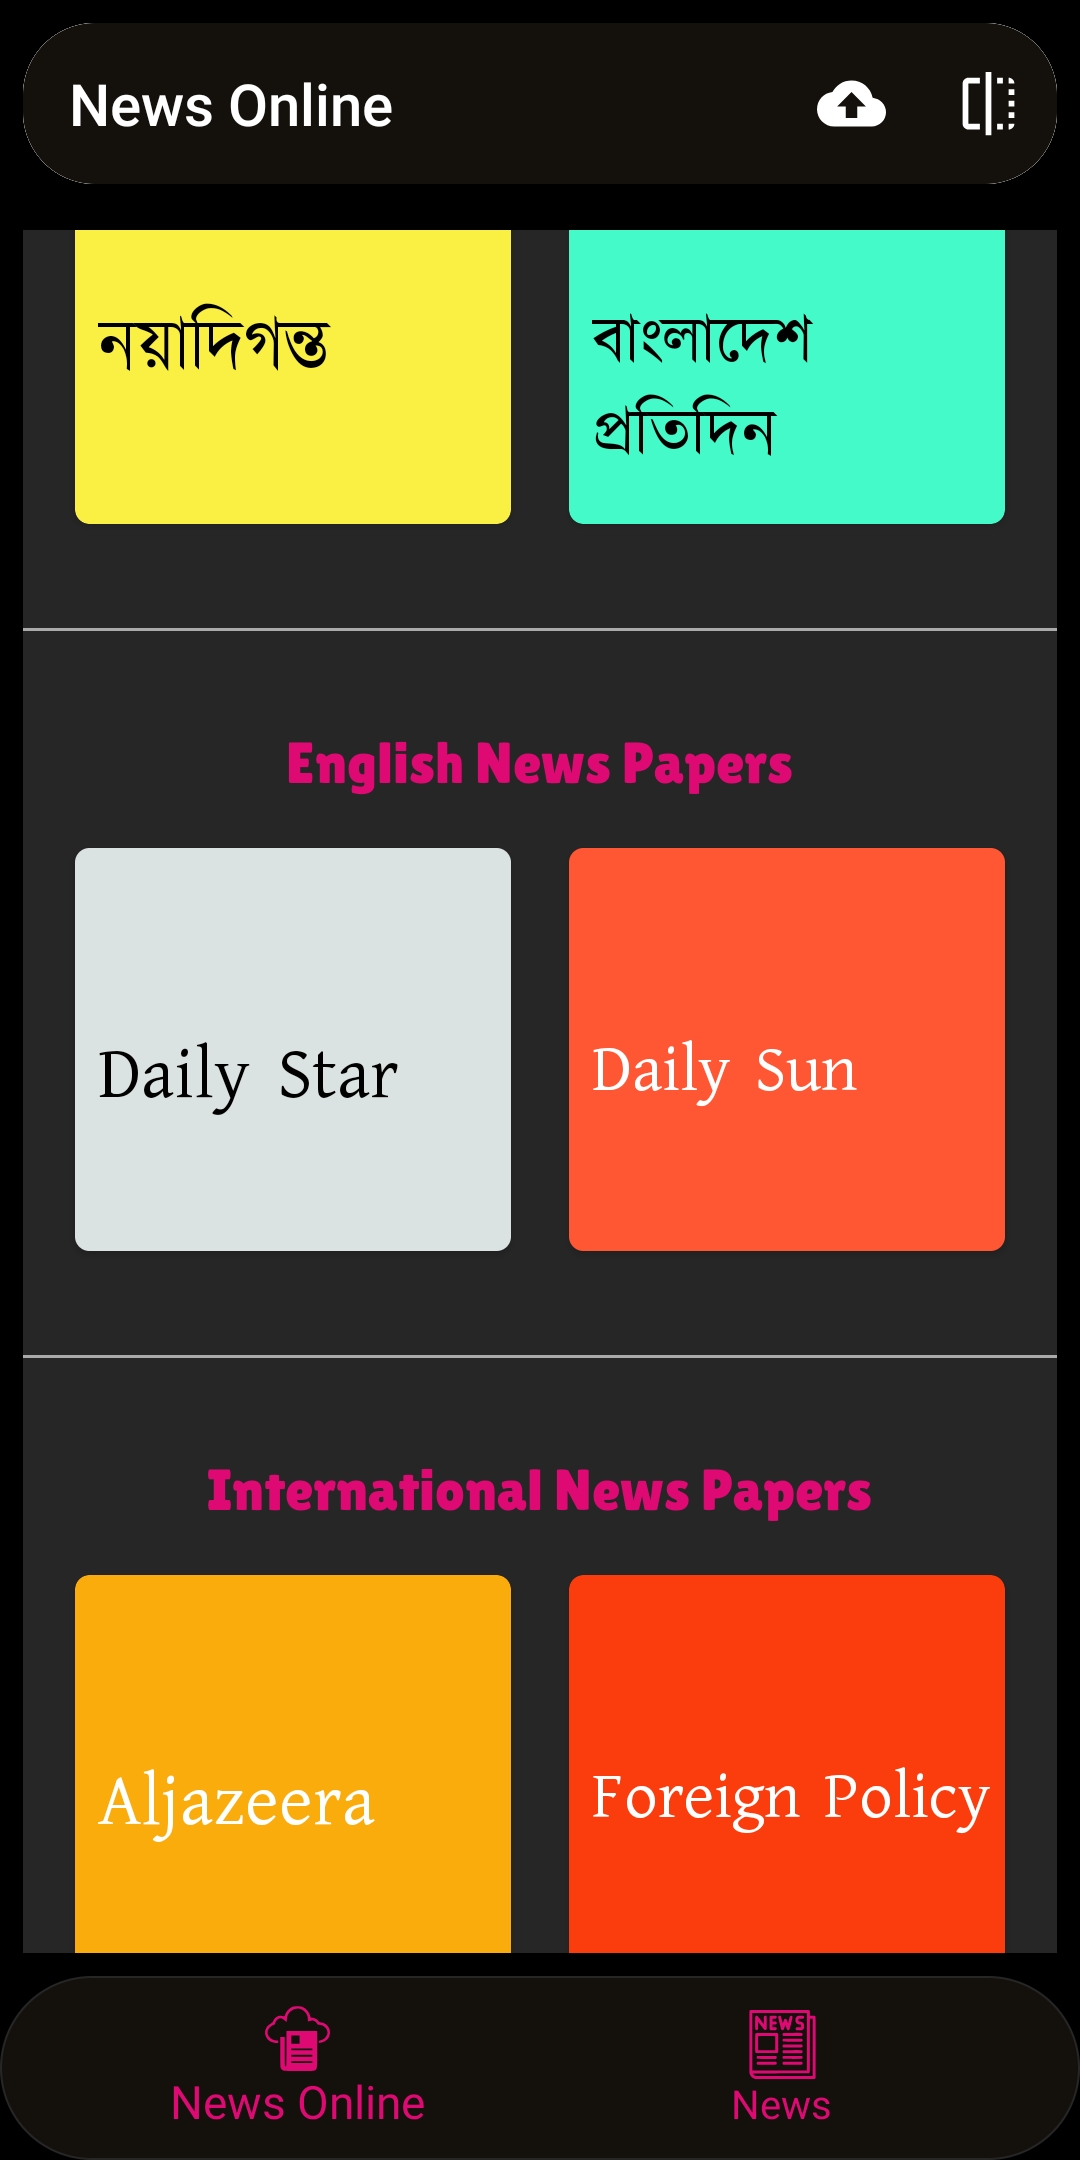 News Online
নয়াদিগন্ত
বাংলাদেশ
প্রতিদিন
English News Papers
Daily Star
Daily Sun
International News Papers
Aljazeera
Foreign Policy
NEWS
News Online
News